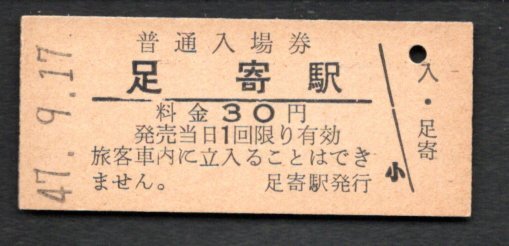 47. 9. 17
普通入場券
足寄駅
料金30円
発売当日1回限り有効
旅客車内に立入ることはでき
ません。 足寄駅発行
小
入・足寄